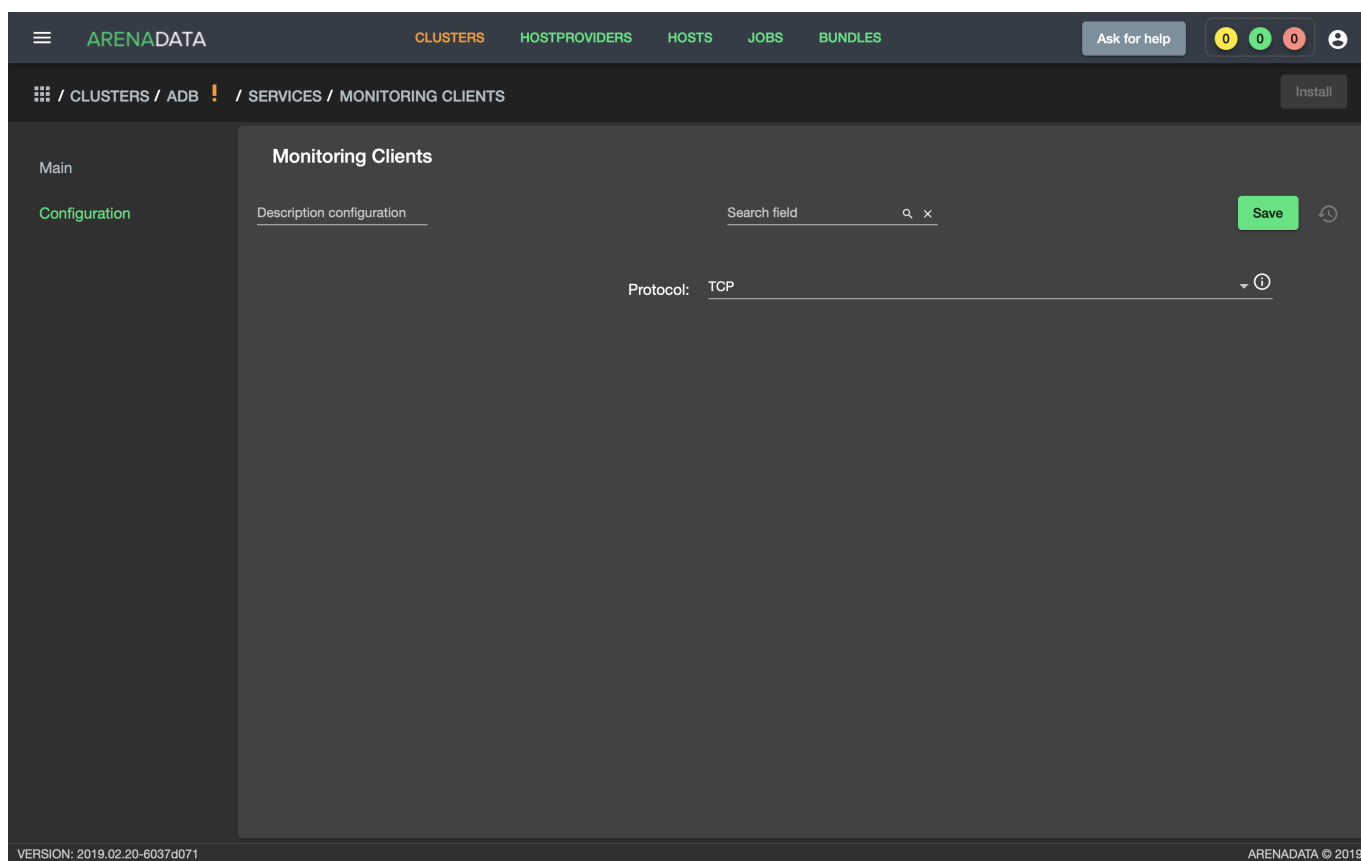 ARENADATA CLUSTERS HOSTPROVIDERS HOSTS JOBS BUNDLES Ask for help 0 0 0
/ CLUSTERS / ADB ! / SERVICES / MONITORING CLIENTS Install
Main
Configuration
Monitoring Clients
Description configuration Search field Save
Protocol: TCP
VERSION: 2019.02.20-6037d071 ARENADATA © 2019